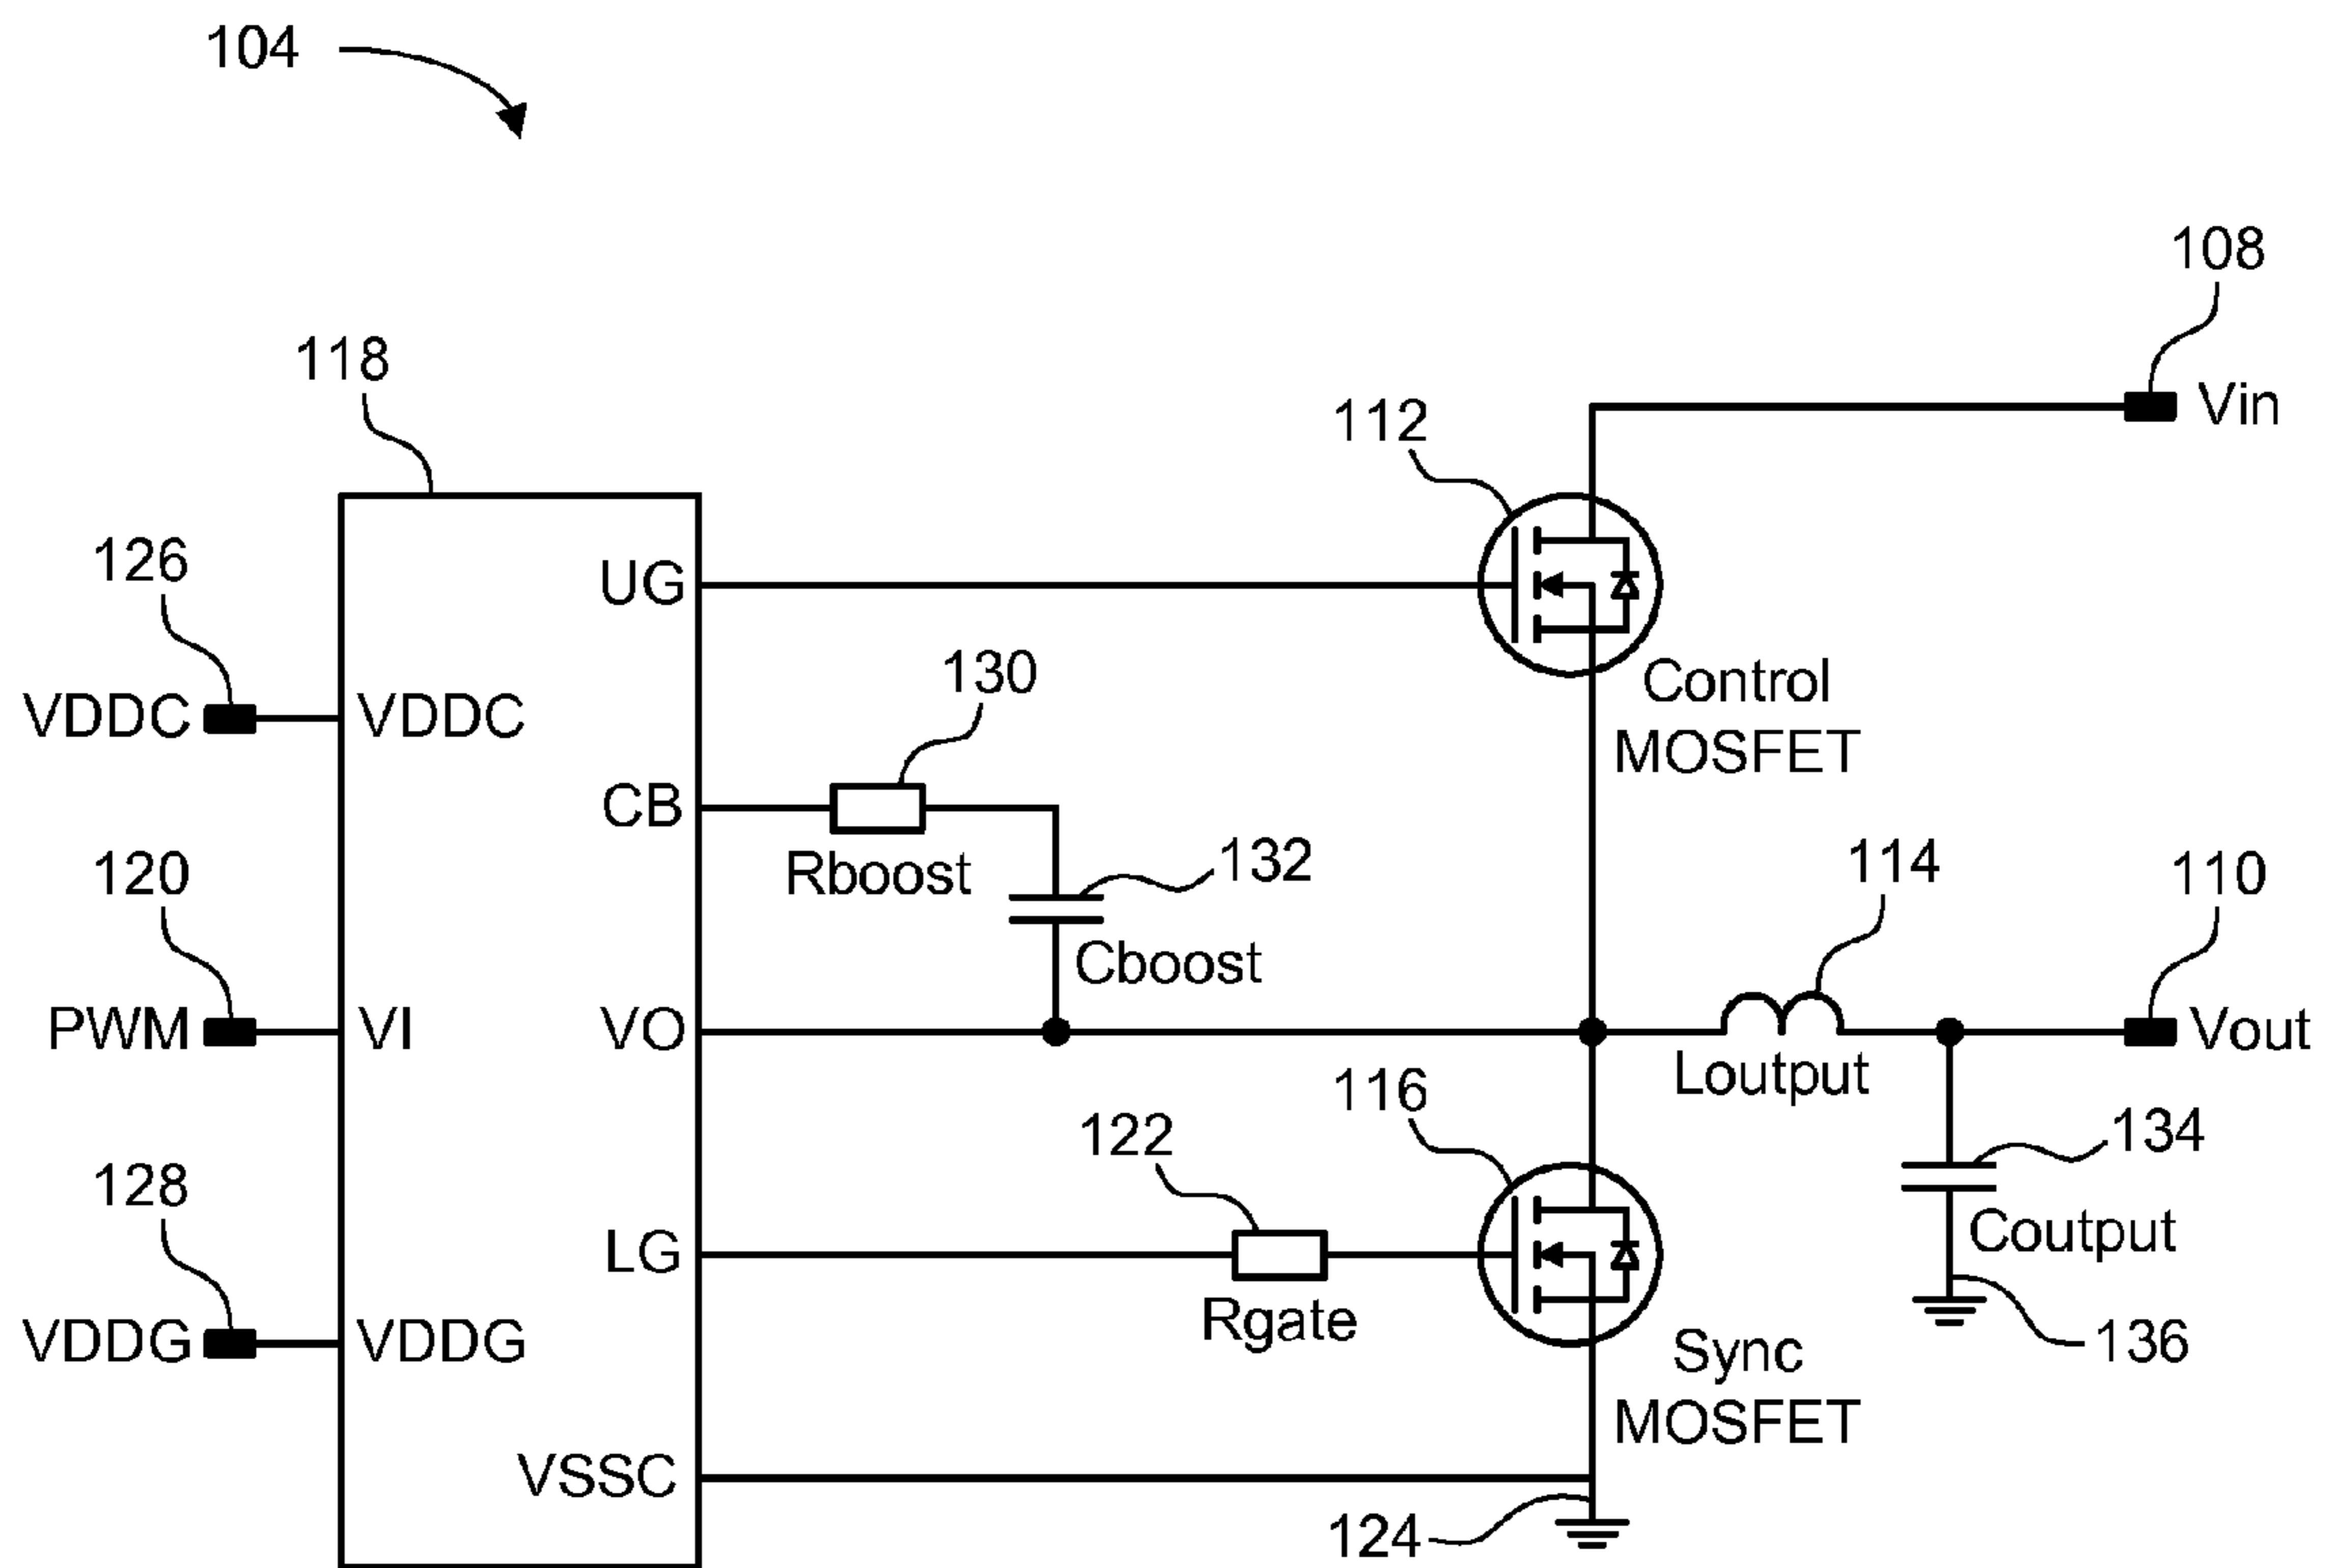 104
108
Vin
118
112
126
UG
130
Control
MOSFET
VDDC
VDDC
CB
Rboost
132
114
110
120
Cboost
PWM
VI
VO
Vout
Loutput
116
122
134
128
LG
Coutput
Rgate
136
VDDG
VDDG
Sync
MOSFET
VSSC
124